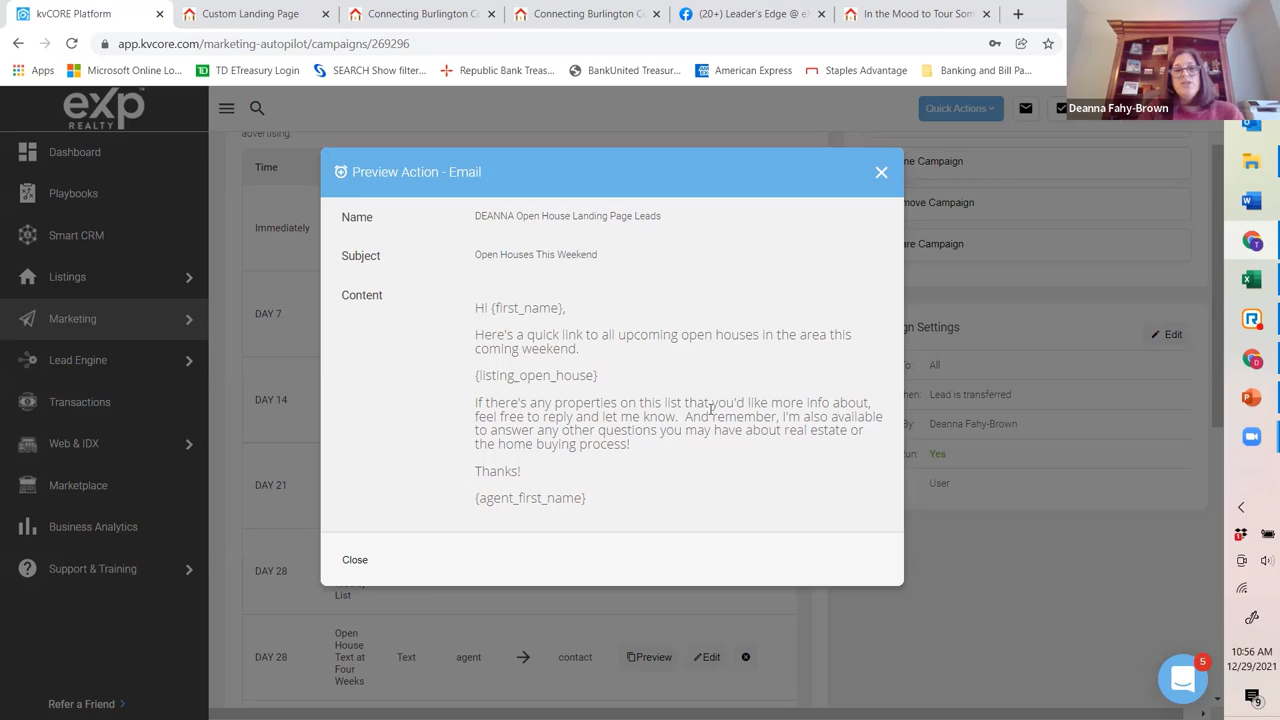 kvCORE Platform
Custom Landing Page
Connecting Burlington C
Connecting Burlington C
(20+) Leader's Edge @ e
In the Mood to Tour Som
app.kvcore.com/marketing-autopilot/campaigns/269296
Apps
Microsoft Online Lo...
TD ETreasury Login
SEARCH Show filter...
Republic Bank Treas...
BankUnited Treasur...
American Express
Staples Advantage
Banking and Bill Pa...
Deanna Fahy-Brown
exp
REALTY
Quick Actions
Dashboard
Playbooks
Smart CRM
Listings
Marketing
Lead Engine
Transactions
Web & IDX
Marketplace
Business Analytics
Support & Training
Refer a Friend
advertising.
Time
Immediately
DAY 7
DAY 14
DAY 21
DAY 28
List
DAY 28
Open
House
Text at
Four
Weeks
Text
agent
contact
Preview
Edit
Preview Action - Email
Name
DEANNA Open House Landing Page Leads
Subject
Open Houses This Weekend
Content
Hi {first_name},
Here's a quick link to all upcoming open houses in the area this
coming weekend.
{listing_open_house}
If there's any properties on this list that you'd like more info about,
feel free to reply and let me know. And remember, I'm also available
to answer any other questions you may have about real estate or
the home buying process!
Thanks!
{agent_first_name}
Close
ne Campaign
move Campaign
are Campaign
gn Settings
Edit
To:
All
Lead is transferred
By:
Deanna Fahy-Brown
Run:
Yes
User
5
1
10:56 AM
12/29/2021
9